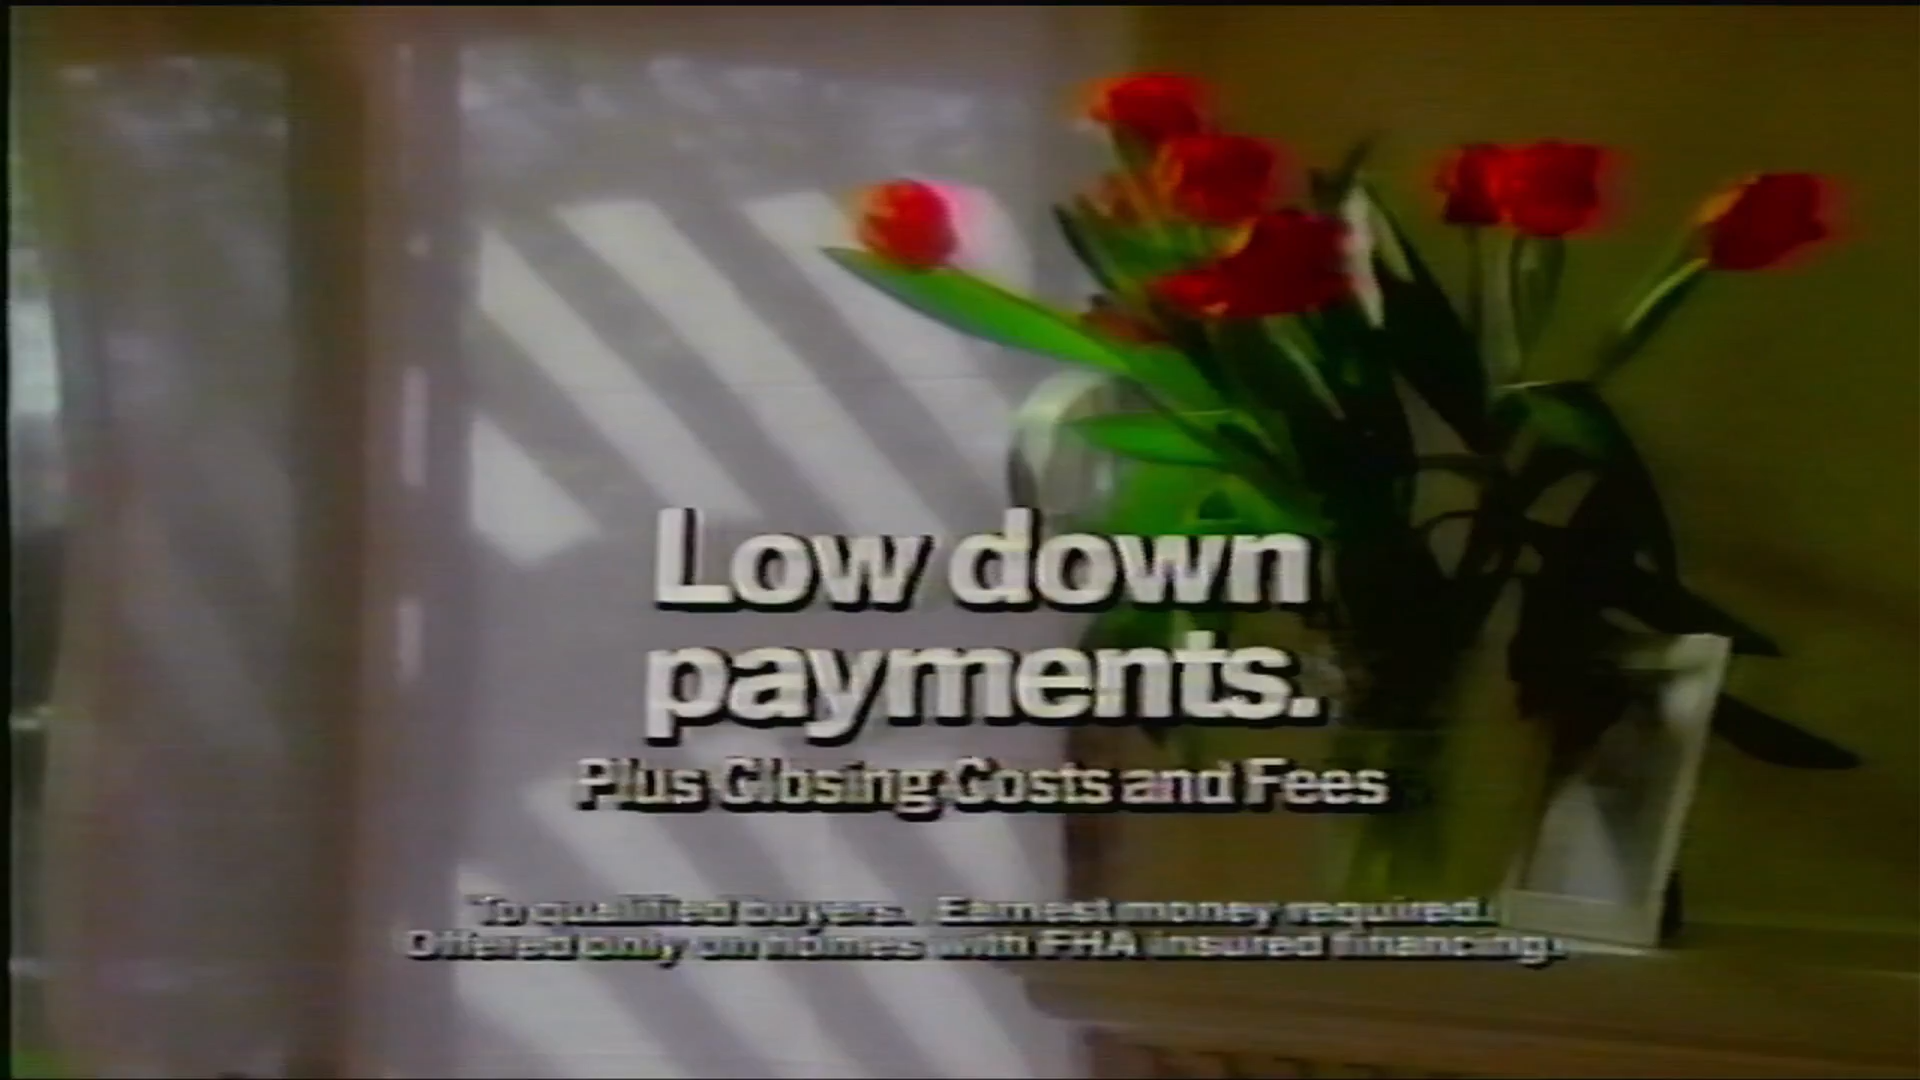 Low down
payments.
Plus Closing Costs and Fees
To qualified buyers. Earnest money required.
Offered only on homes with FHA insured financing.